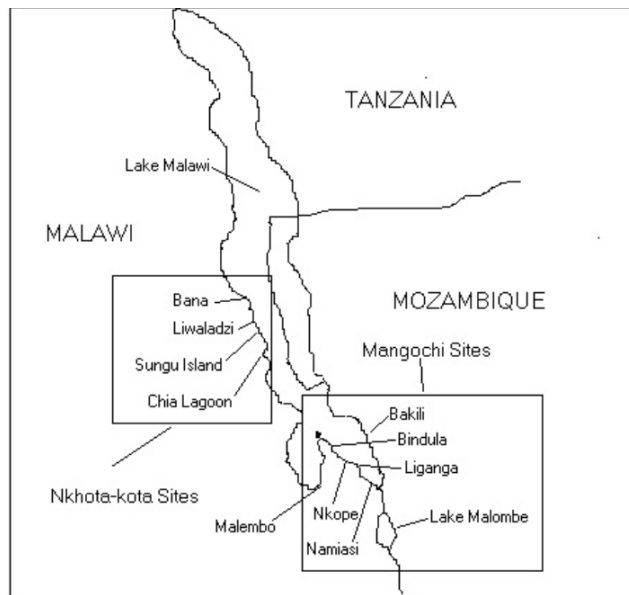 TANZANIA
Lake Malawi
MALAWI
MOZAMBIQUE
Bana
Liwaladzi
Sungu Island
Chia Lagoon
Mangochi Sites
Nkhota-kota Sites
Bakili
Bindula
Liganga
Malembo
Nkope
Namiasi
Lake Malombe